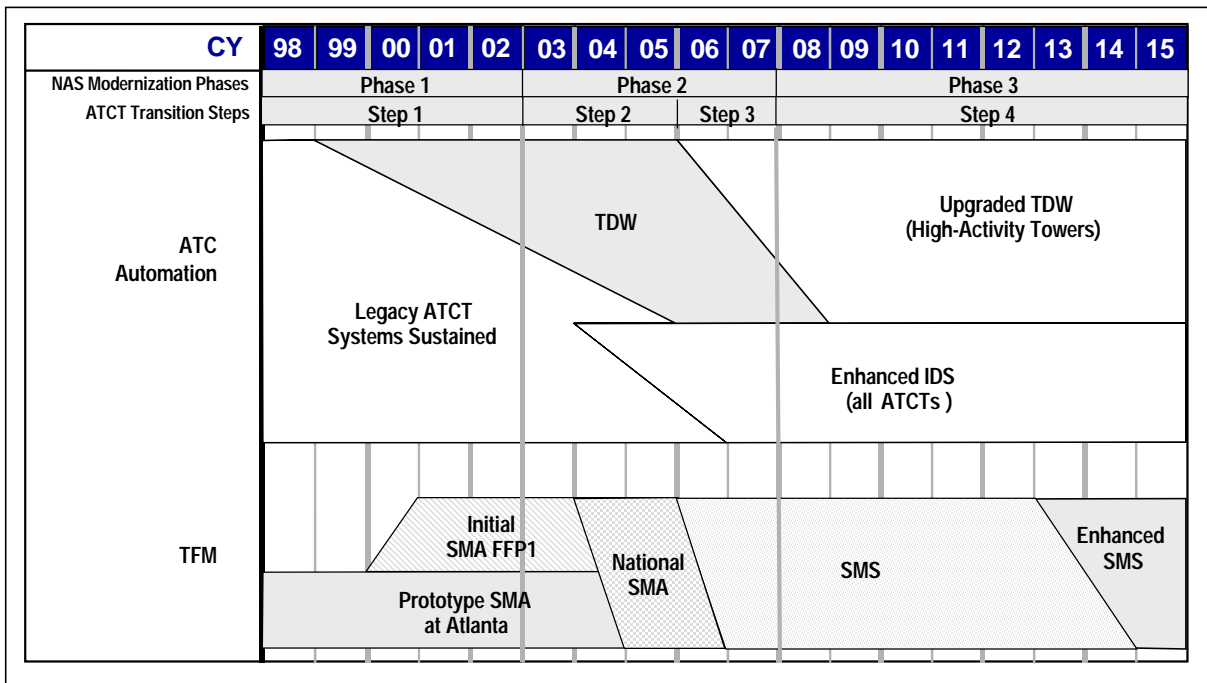 CY 98 99 00 01 02 03 04 05 06 07 08 09 10 11 12 13 14 15
NAS Modernization Phases Phase 1 Phase 2 Phase 3
ATCT Transition Steps Step 1 Step 2 Step 3 Step 4
ATC
Automation
TDW
Upgraded TDW
(High-Activity Towers)
Legacy ATCT
Systems Sustained
Enhanced IDS
(all ATCTs )
TFM
Initial
SMA FFP1
Prototype SMA
at Atlanta
National
SMA
SMS
Enhanced
SMS